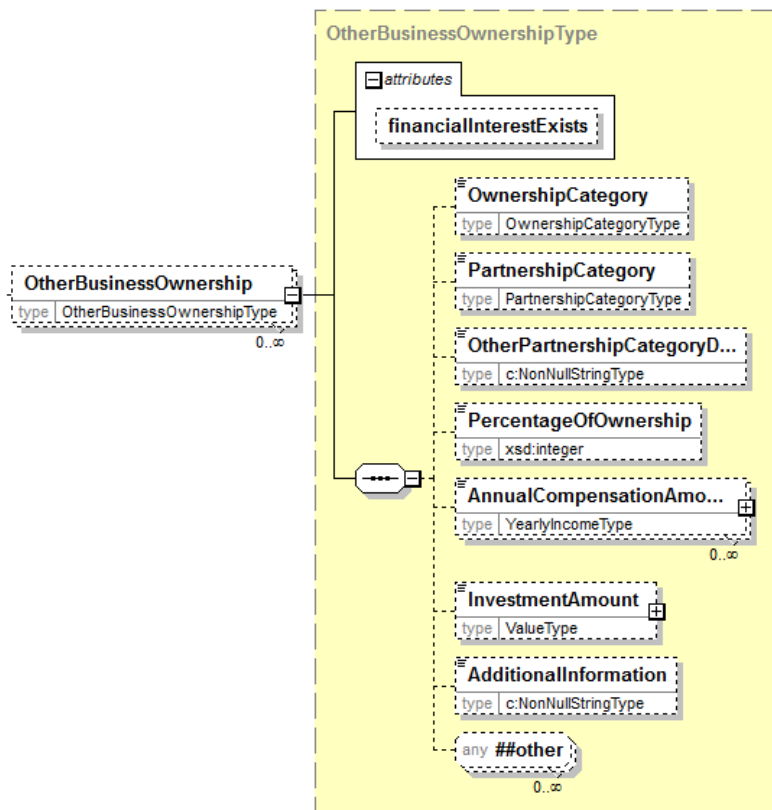 OtherBusinessOwnershipType
attributes
financialInterestExists
OwnershipCategory
type OwnershipCategoryType
PartnershipCategory
type PartnershipCategoryType
OtherBusinessOwnership
type OtherBusinessOwnershipType
0..∞
OtherPartnershipCategoryD...
type c:NonNullStringType
PercentageOfOwnership
type xsd:integer
AnnualCompensationAmo...
type YearlyIncomeType
0..∞
InvestmentAmount
type ValueType
AdditionalInformation
type c:NonNullStringType
any ##other
0..∞